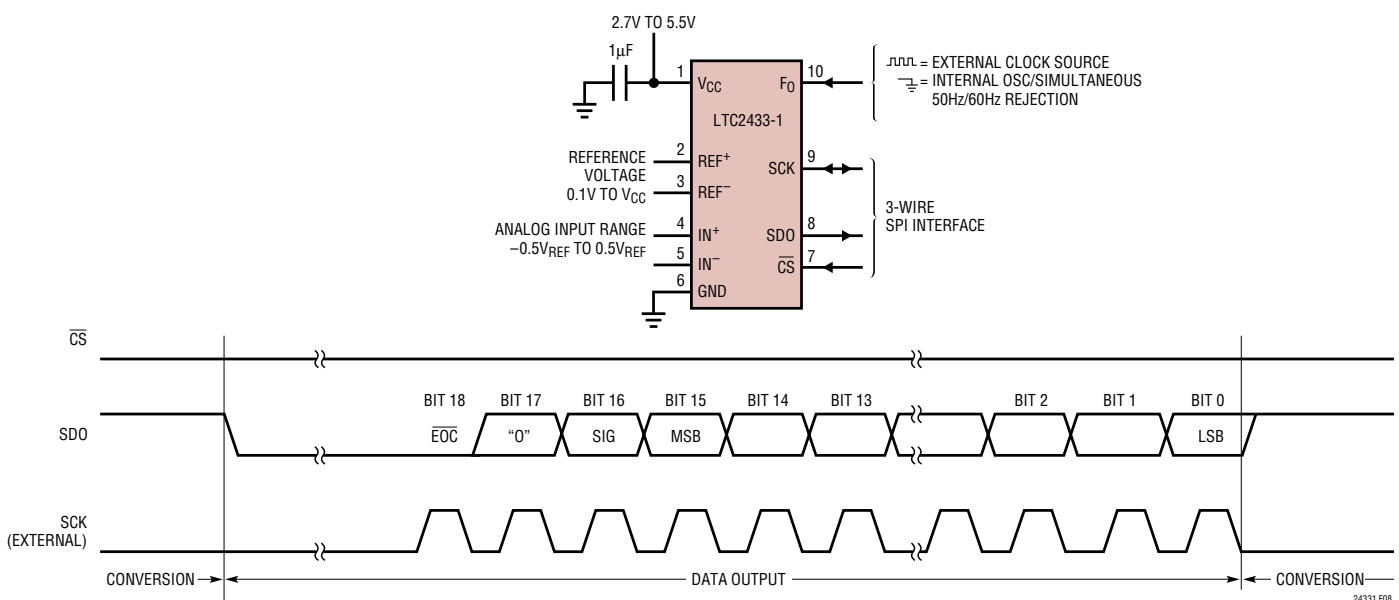 2.7V TO 5.5V
1µF
1
VCC
FO
10
LTC2433-1
= EXTERNAL CLOCK SOURCE
= INTERNAL OSC/SIMULTANEOUS
50Hz/60Hz REJECTION
REFERENCE
VOLTAGE
0.1V TO VCC
2
REF+
3
REF–
SCK
9
ANALOG INPUT RANGE
–0.5VREF TO 0.5VREF
4
IN+
5
IN–
6
GND
SDO
8
CS
7
3-WIRE
SPI INTERFACE
CS
BIT 18 BIT 17 BIT 16 BIT 15 BIT 14 BIT 13 BIT 2 BIT 1 BIT 0
SDO
EOC "O" SIG MSB LSB
SCK
(EXTERNAL)
CONVERSION DATA OUTPUT CONVERSION
24331 F08